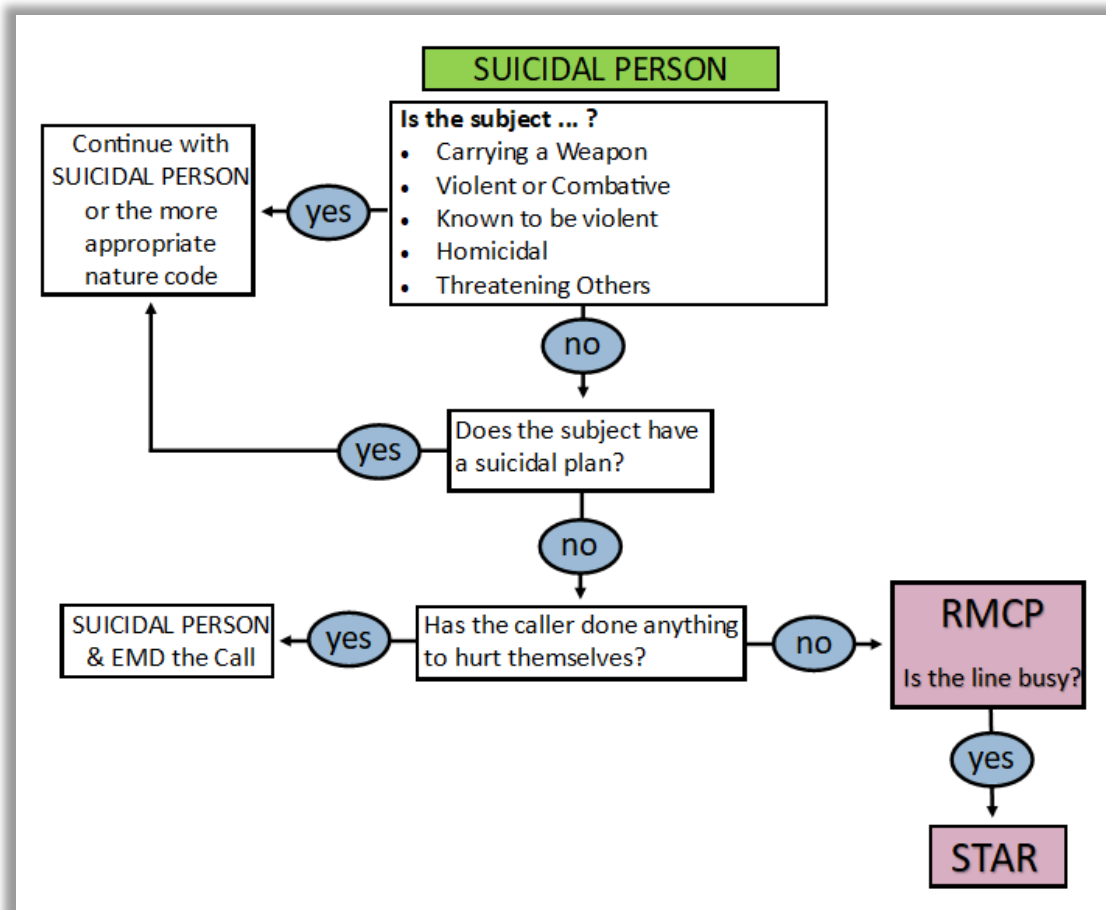 SUICIDAL PERSON
Is the subject ... ?
• Carrying a Weapon
• Violent or Combative
• Known to be violent
• Homicidal
• Threatening Others
yes
Continue with
SUICIDAL PERSON
or the more
appropriate
nature code
no
Does the subject have
a suicidal plan?
yes
no
Has the caller done anything
to hurt themselves?
yes
SUICIDAL PERSON
& EMD the Call
no
RMCP
Is the line busy?
yes
STAR